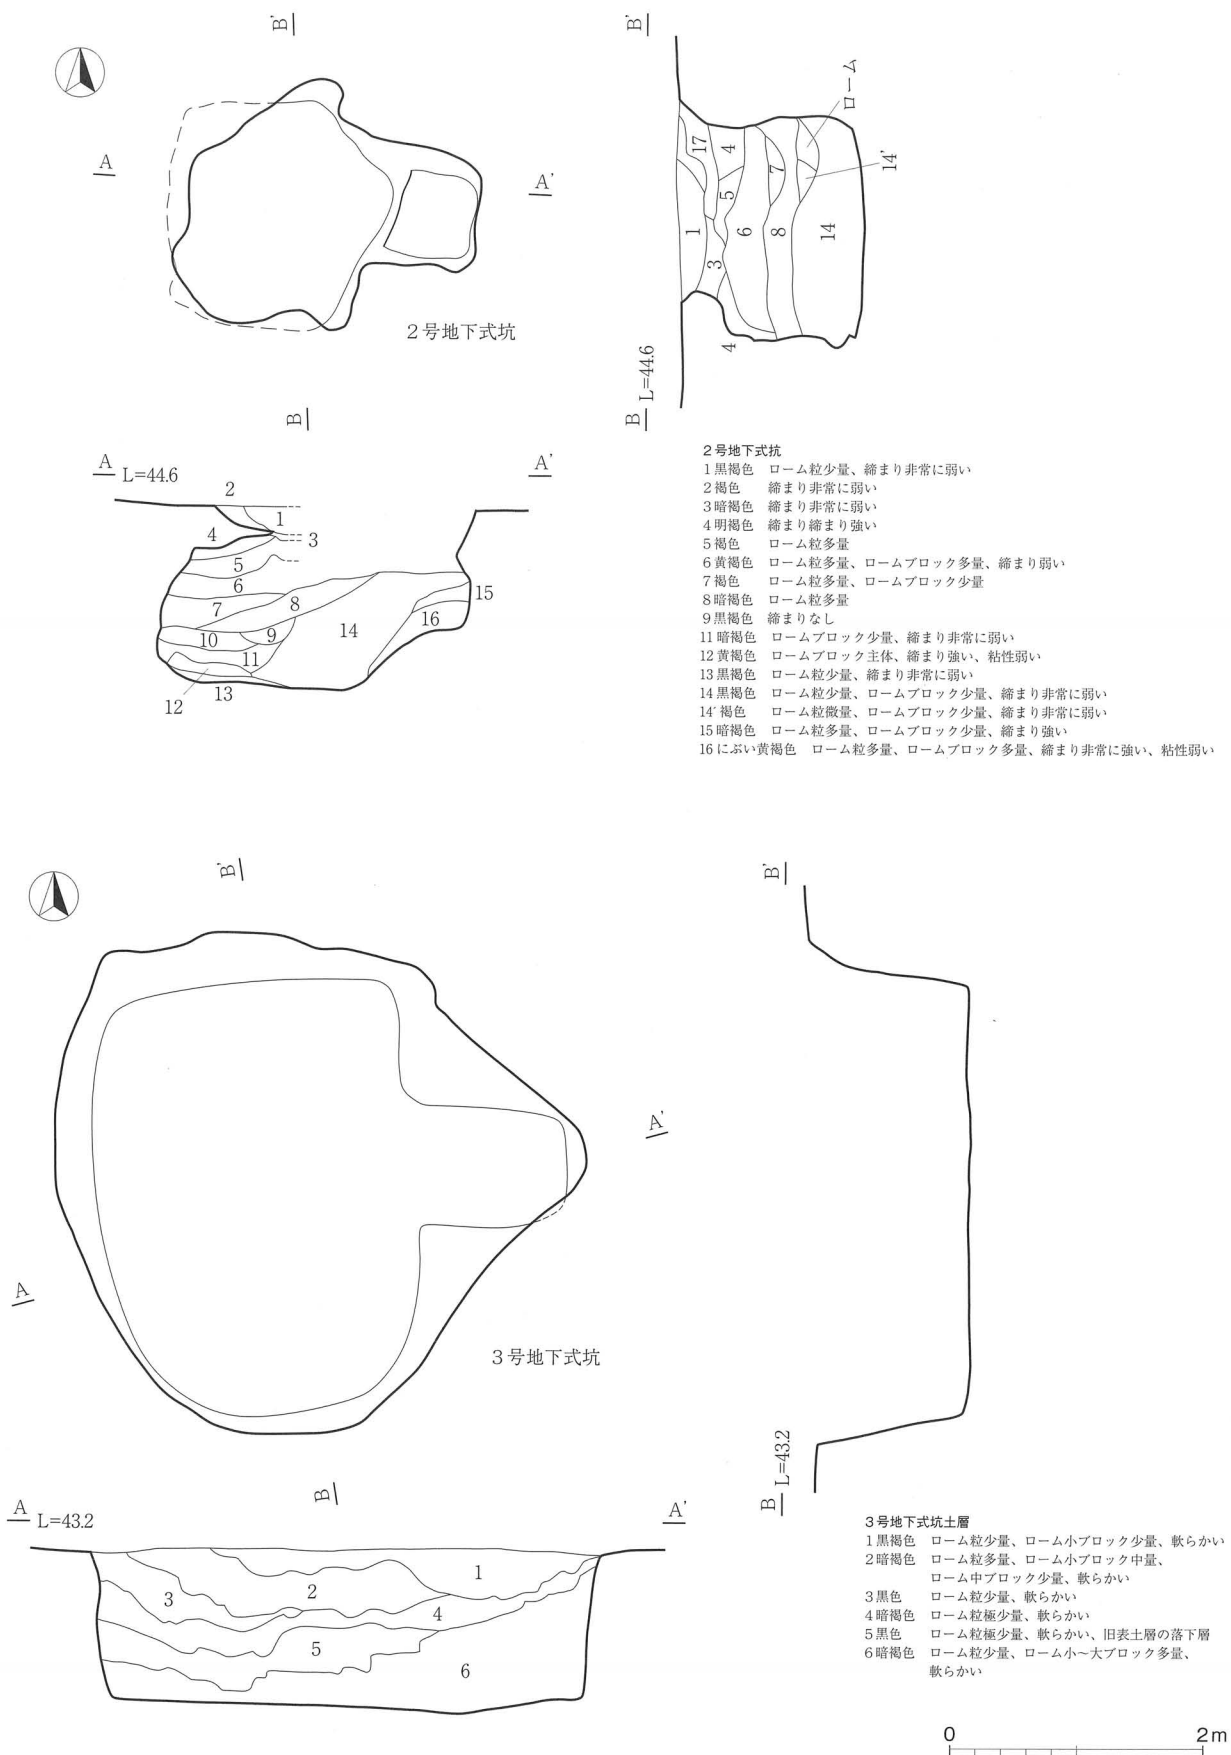 B'
A
A'
2号地下式坑
B
B'
17
4
ローム
7
14'
5
1
6
8
14
3
4
B
L=44.6
A
L=44.6
A'
2
1
4
3
5
6
7
8
15
16
10
9
14
11
13
12
2号地下式坑
1黒褐色　ローム粒少量、締まり非常に弱い
2褐色　締まり非常に弱い
3暗褐色　締まり非常に弱い
4明褐色　締まり締まり強い
5褐色　ローム粒多量
6黄褐色　ローム粒多量、ロームブロック多量、締まり弱い
7褐色　ローム粒多量、ロームブロック少量
8暗褐色　ローム粒多量
9黒褐色　締まりなし
11暗褐色　ロームブロック少量、締まり非常に弱い
12黄褐色　ロームブロック主体、締まり強い、粘性弱い
13黒褐色　ローム粒少量、締まり非常に弱い
14黒褐色　ローム粒少量、ロームブロック少量、締まり非常に弱い
14'褐色　ローム粒微量、ロームブロック少量、締まり非常に弱い
15暗褐色　ローム粒多量、ロームブロック少量、締まり強い
16にぶい黄褐色　ローム粒多量、ロームブロック多量、締まり非常に強い、粘性弱い
B'
A'
A
3号地下式坑
B
B'
B
L=43.2
A
L=43.2
A'
1
2
3
4
5
6
3号地下式坑土層
1黒褐色　ローム粒少量、ローム小ブロック少量、軟らかい
2暗褐色　ローム粒多量、ローム小ブロック中量、
ローム中ブロック少量、軟らかい
3黒色　ローム粒少量、軟らかい
4暗褐色　ローム粒極少量、軟らかい
5黒色　ローム粒極少量、軟らかい、旧表土層の落下層
6暗褐色　ローム粒少量、ローム小～大ブロック多量、
軟らかい
0
2m